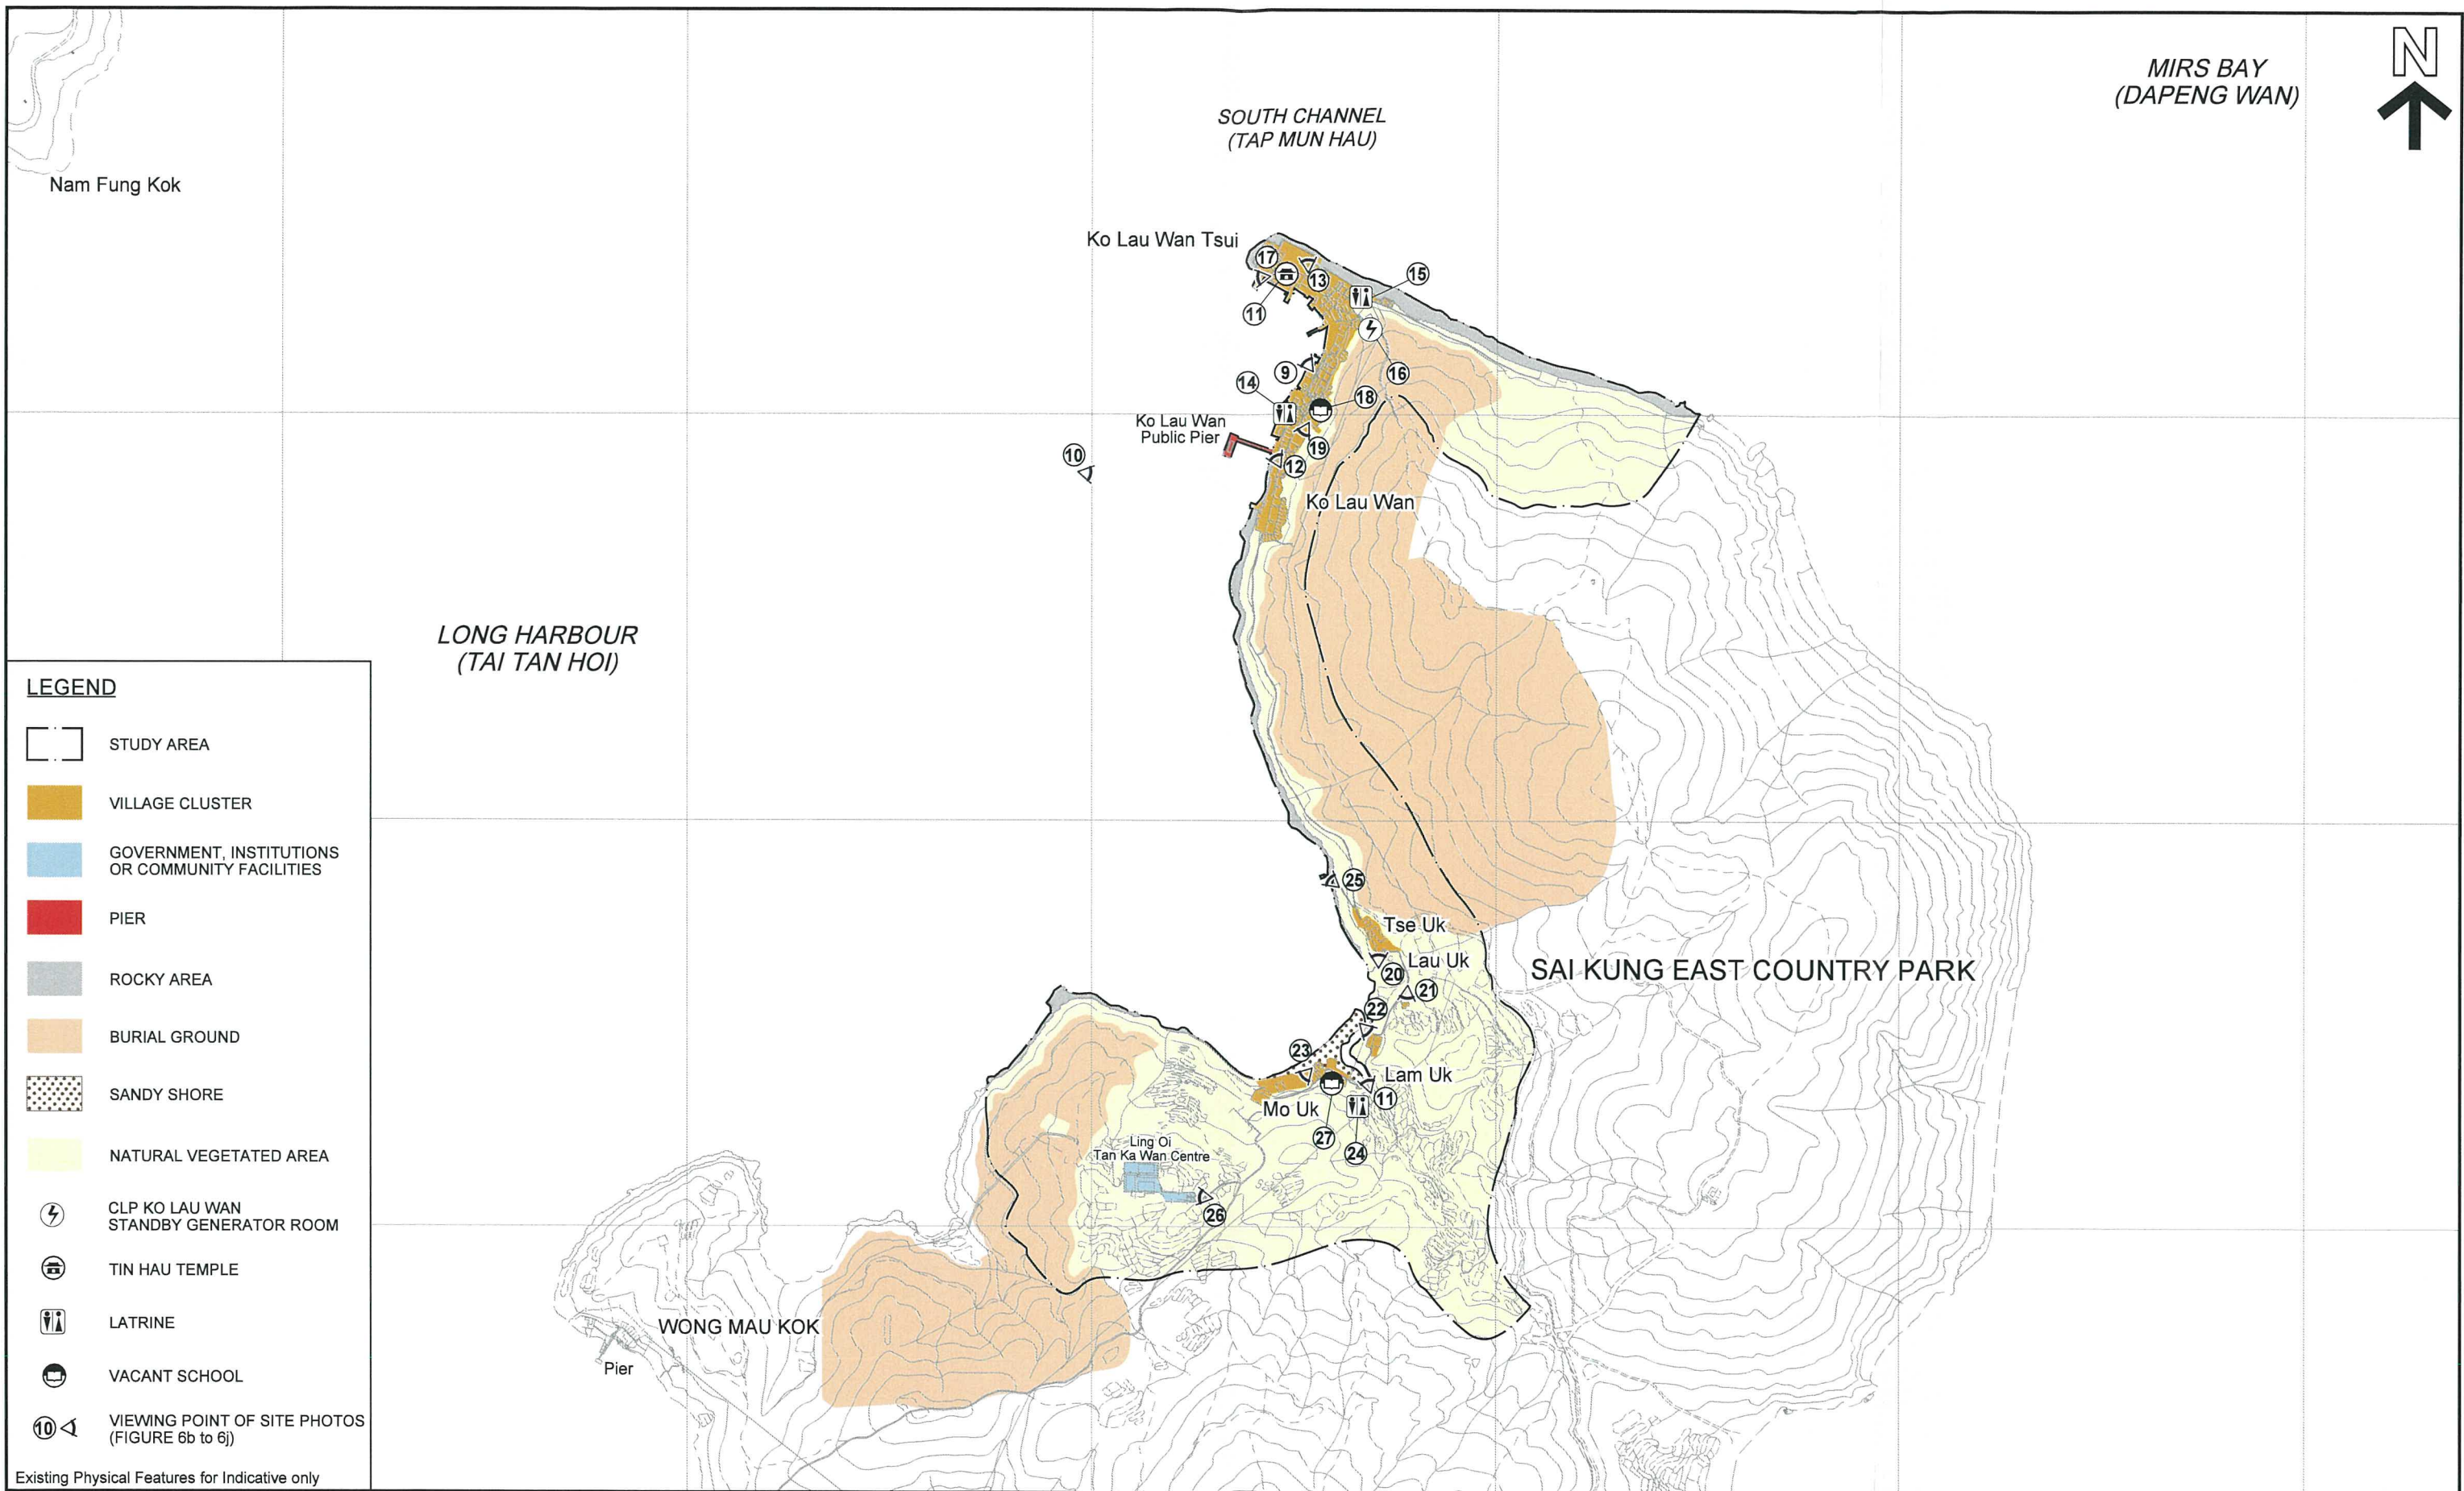 N
MIRS BAY
(DAPENG WAN)
SOUTH CHANNEL
(TAP MUN HAU)
Nam Fung Kok
Ko Lau Wan Tsui
17
13
15
11
9
16
14
18
Ko Lau Wan
Public Pier
19
10
12
Ko Lau Wan
LONG HARBOUR
(TAI TAN HOI)
25
Tse Uk
20
Lau Uk
21
22
SAI KUNG EAST COUNTRY PARK
23
Lam Uk
Mo Uk
11
27
24
Ling Oi
Tan Ka Wan Centre
26
WONG MAU KOK
Pier
LEGEND
STUDY AREA
VILLAGE CLUSTER
GOVERNMENT, INSTITUTIONS
OR COMMUNITY FACILITIES
PIER
ROCKY AREA
BURIAL GROUND
SANDY SHORE
NATURAL VEGETATED AREA
CLP KO LAU WAN
STANDBY GENERATOR ROOM
TIN HAU TEMPLE
LATRINE
VACANT SCHOOL
10 VIEWING POINT OF SITE PHOTOS
(FIGURE 6b to 6j)
Existing Physical Features for Indicative only